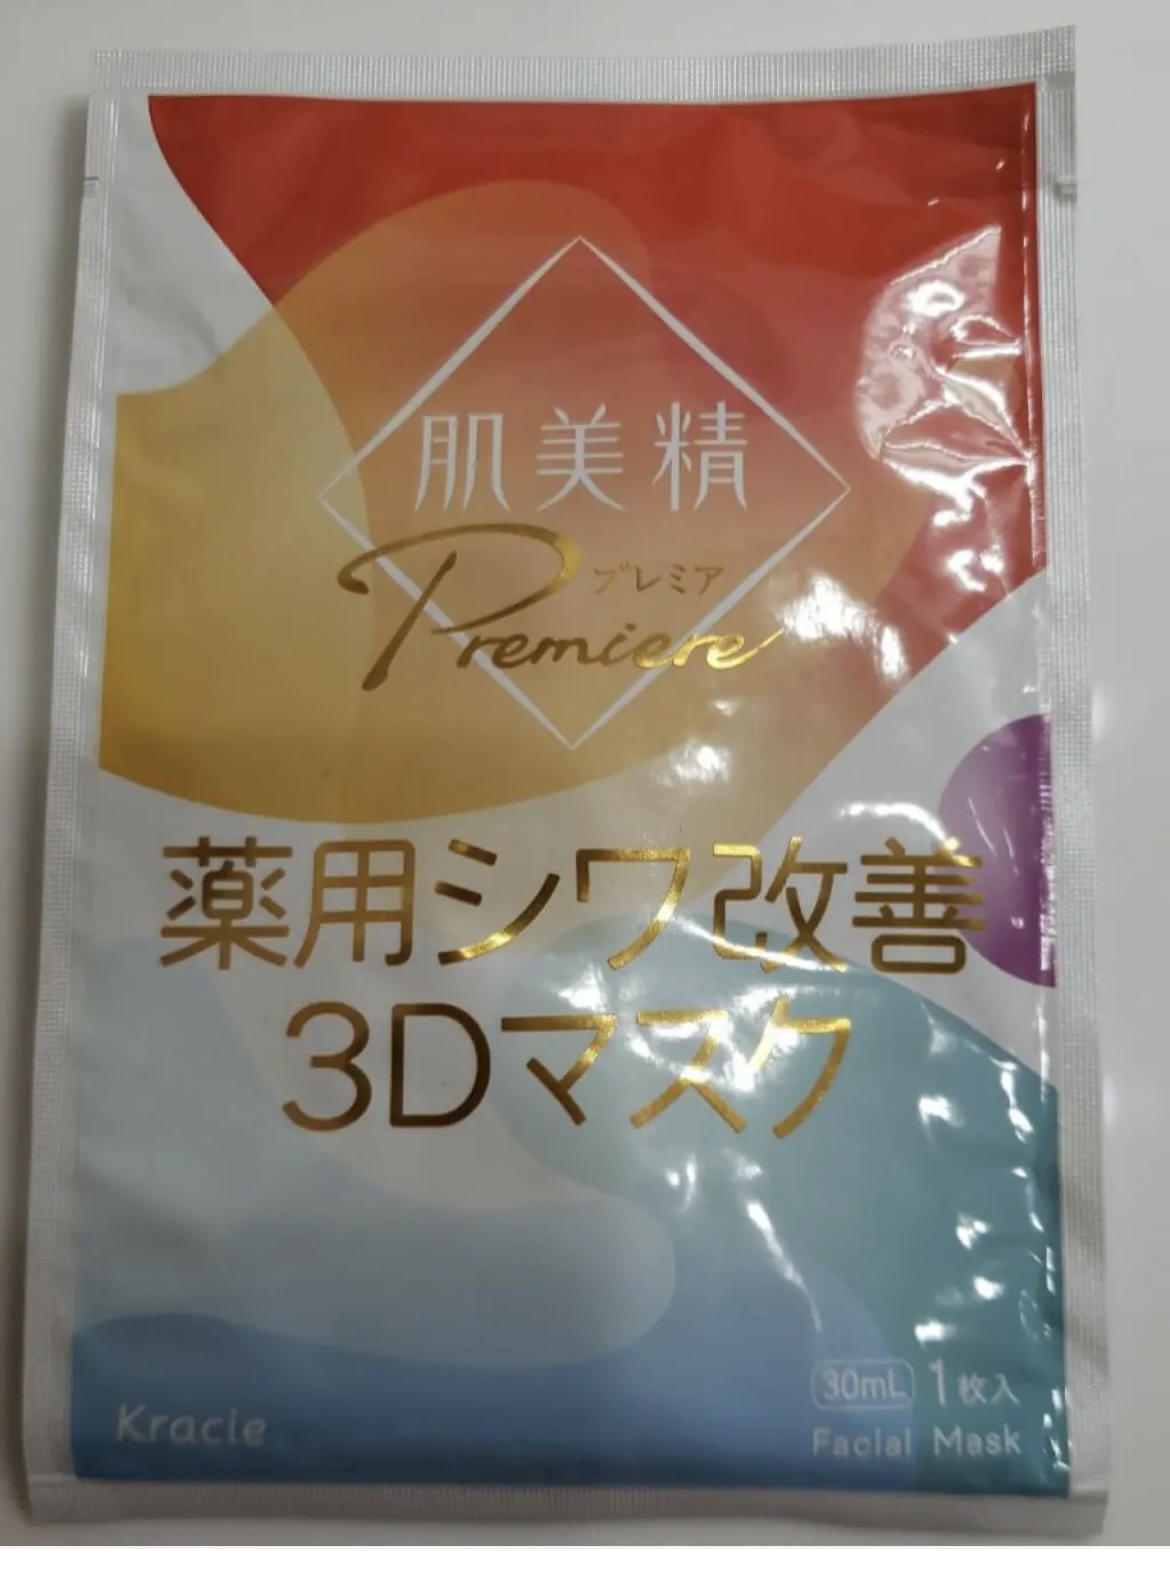 肌美精
プレミア
Premiere
薬用シワ改善
3Dマスク
30mL 1枚入
Kracie
Facial Mask